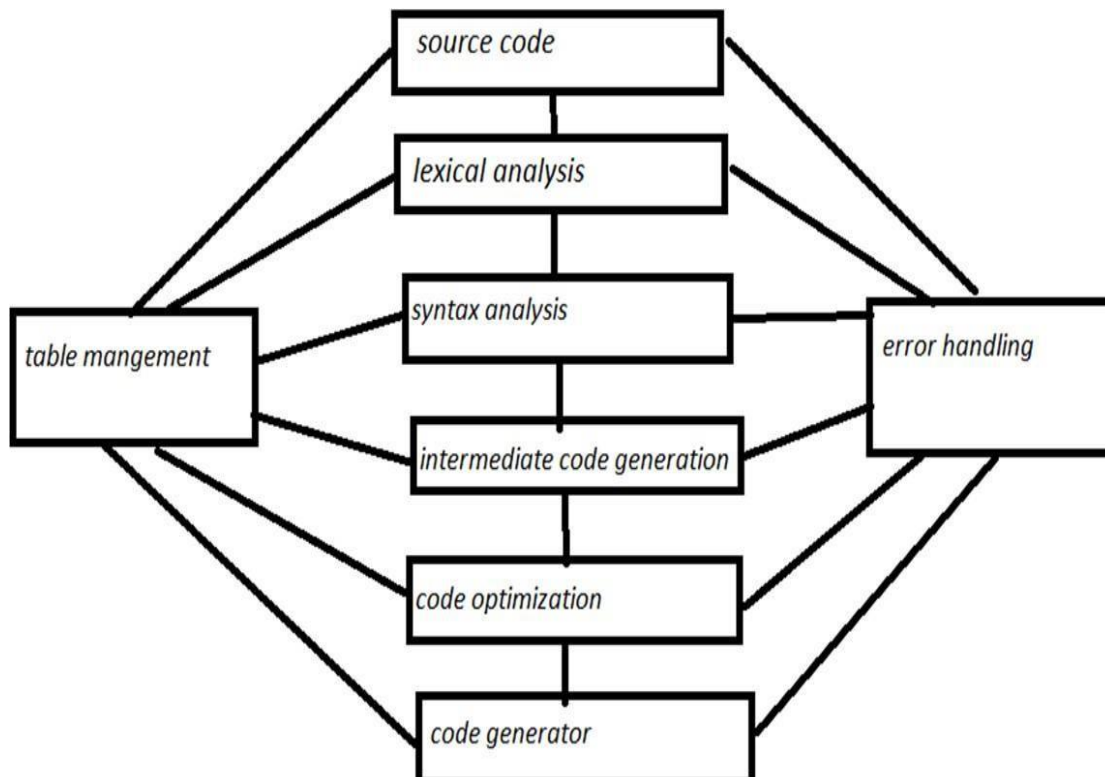 source code
lexical analysis
syntax analysis
table mangement
error handling
intermediate code generation
code optimization
code generator